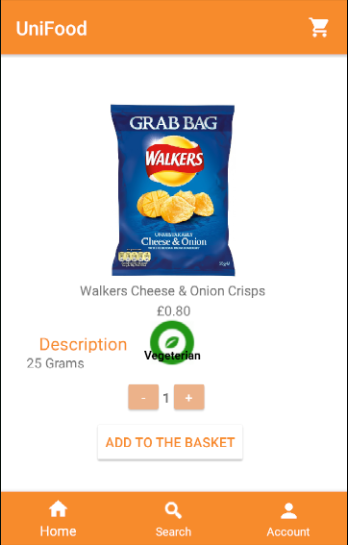 UniFood
GRAB BAG
WALKERS
Cheese & Onion
Walkers Cheese & Onion Crisps
£0.80
Description
Vegeterian
25 Grams
- 1 +
ADD TO THE BASKET
Home
Search
Account